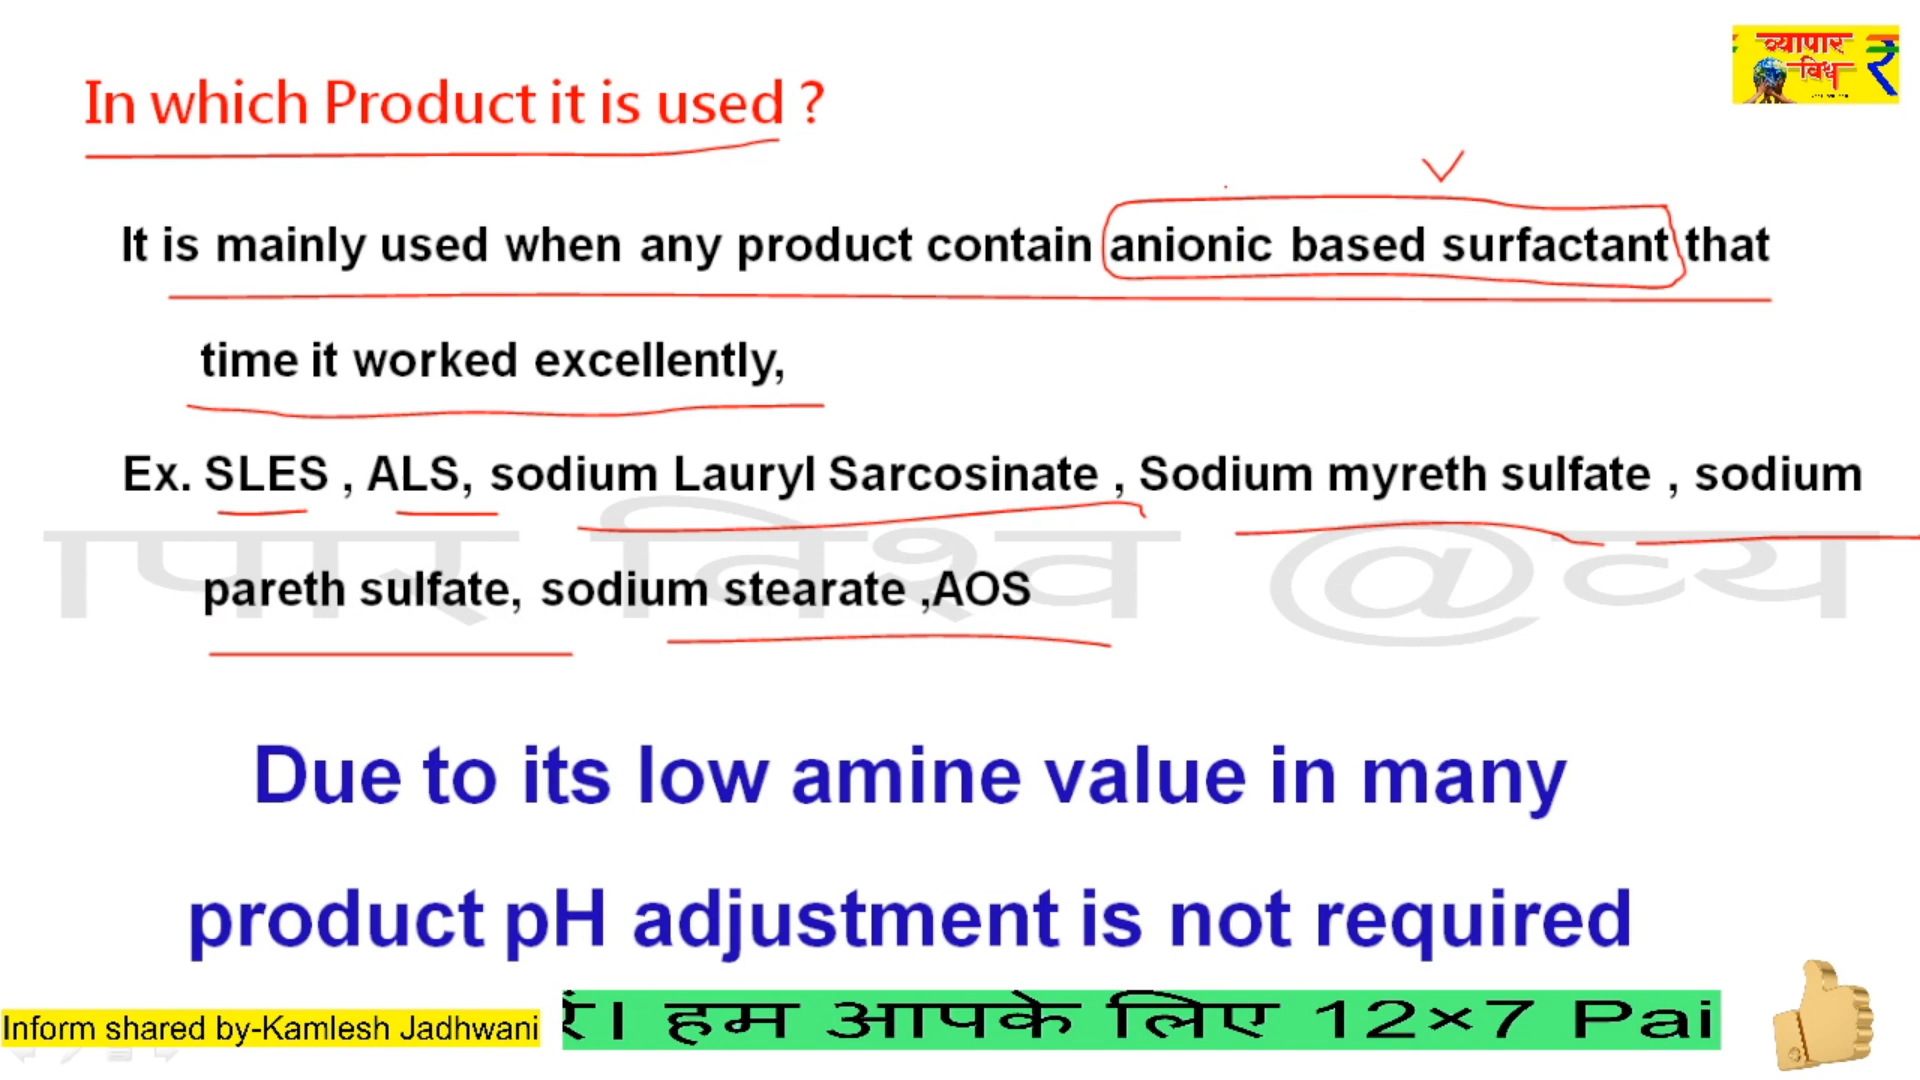 व्यापार
विश्व
In which Product it is used ?
It is mainly used when any product contain anionic based surfactant that
time it worked excellently,
Ex. SLES , ALS, sodium Lauryl Sarcosinate , Sodium myreth sulfate , sodium
pareth sulfate, sodium stearate ,AOS
ापार विश्व @व्य
Due to its low amine value in many
product pH adjustment is not required
रं। हम आपके लिए 12×7 Pai
Inform shared by-Kamlesh Jadhwani